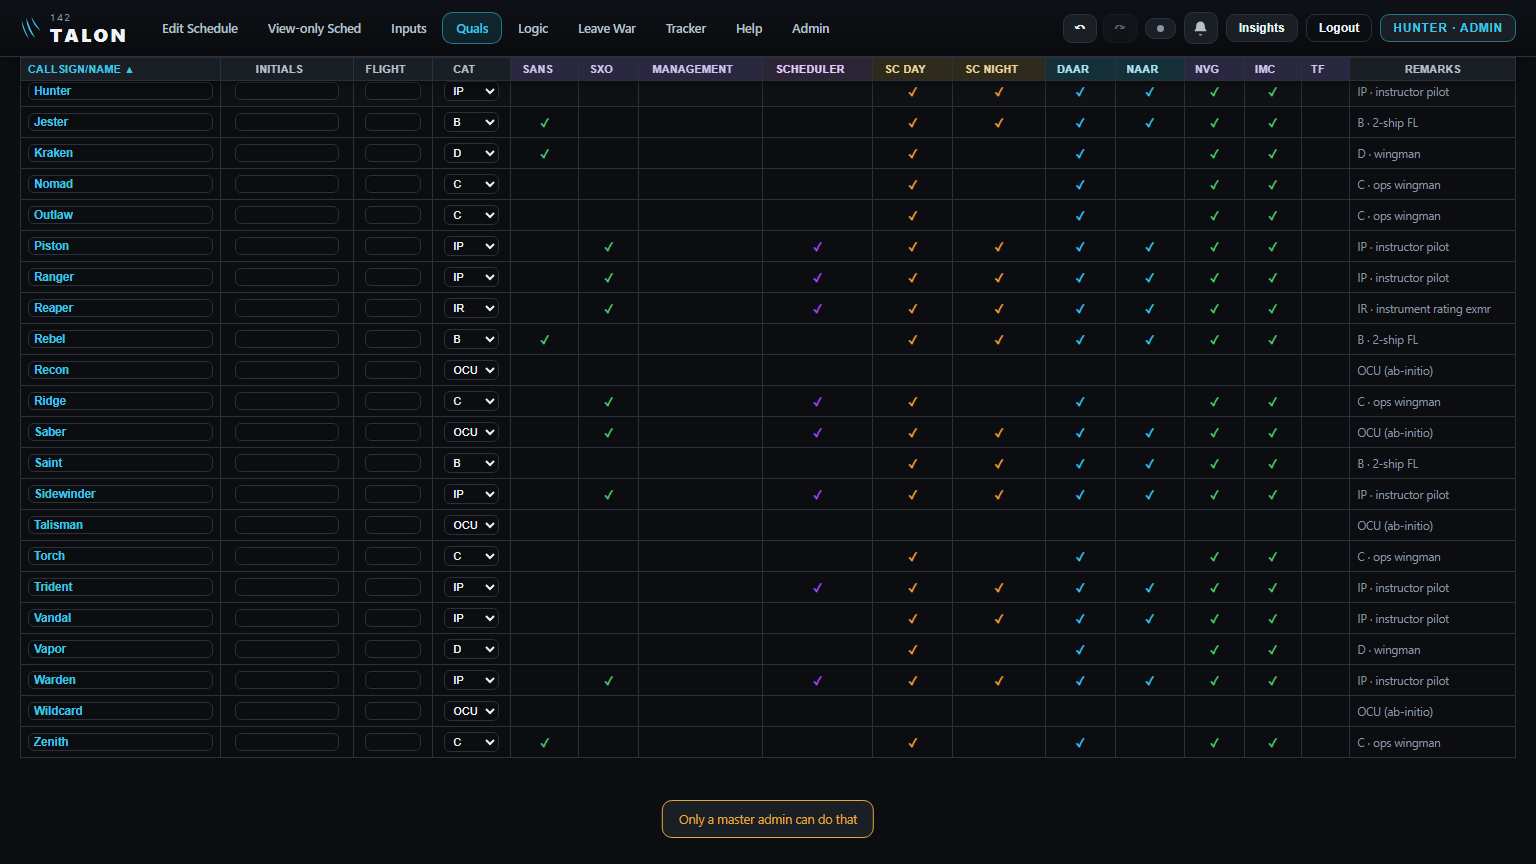 142
TALON
Edit Schedule View-only Sched Inputs Quals Logic Leave War Tracker Help Admin Insights Logout HUNTER · ADMIN
CALLSIGN/NAME ▲ INITIALS FLIGHT CAT SANS SXO MANAGEMENT SCHEDULER SC DAY SC NIGHT DAAR NAAR NVG IMC TF REMARKS
Hunter IP ✓ ✓ ✓ ✓ ✓ ✓ IP · instructor pilot
Jester B ✓ ✓ ✓ ✓ ✓ ✓ ✓ B · 2-ship FL
Kraken D ✓ ✓ ✓ ✓ ✓ D · wingman
Nomad C ✓ ✓ ✓ ✓ C · ops wingman
Outlaw C ✓ ✓ ✓ ✓ C · ops wingman
Piston IP ✓ ✓ ✓ ✓ ✓ ✓ ✓ ✓ IP · instructor pilot
Ranger IP ✓ ✓ ✓ ✓ ✓ ✓ ✓ ✓ IP · instructor pilot
Reaper IR ✓ ✓ ✓ ✓ ✓ ✓ ✓ ✓ IR · instrument rating exmr
Rebel B ✓ ✓ ✓ ✓ ✓ ✓ ✓ B · 2-ship FL
Recon OCU OCU (ab-initio)
Ridge C ✓ ✓ ✓ ✓ ✓ ✓ C · ops wingman
Saber OCU ✓ ✓ ✓ ✓ ✓ ✓ ✓ ✓ OCU (ab-initio)
Saint B ✓ ✓ ✓ ✓ ✓ ✓ B · 2-ship FL
Sidewinder IP ✓ ✓ ✓ ✓ ✓ ✓ ✓ ✓ IP · instructor pilot
Talisman OCU OCU (ab-initio)
Torch C ✓ ✓ ✓ ✓ C · ops wingman
Trident IP ✓ ✓ ✓ ✓ ✓ ✓ ✓ IP · instructor pilot
Vandal IP ✓ ✓ ✓ ✓ ✓ ✓ IP · instructor pilot
Vapor D ✓ ✓ ✓ ✓ D · wingman
Warden IP ✓ ✓ ✓ ✓ ✓ ✓ ✓ ✓ IP · instructor pilot
Wildcard OCU OCU (ab-initio)
Zenith C ✓ ✓ ✓ ✓ ✓ C · ops wingman
Only a master admin can do that